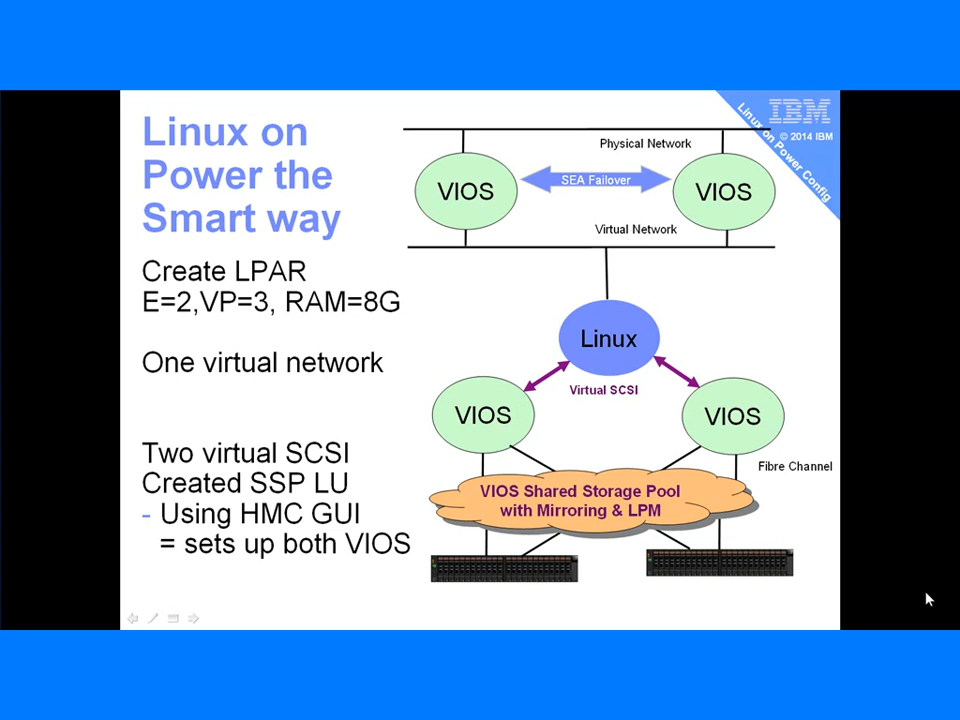 Linux on
Power the
Smart way
Create LPAR
E=2,VP=3, RAM=8G
One virtual network
Two virtual SCSI
Created SSP LU
- Using HMC GUI
= sets up both VIOS
IBM
© 2014 IBM
Linux on Power Config
Physical Network
VIOS
SEA Failover
VIOS
Virtual Network
Linux
Virtual SCSI
VIOS
VIOS
Fibre Channel
VIOS Shared Storage Pool
with Mirroring & LPM